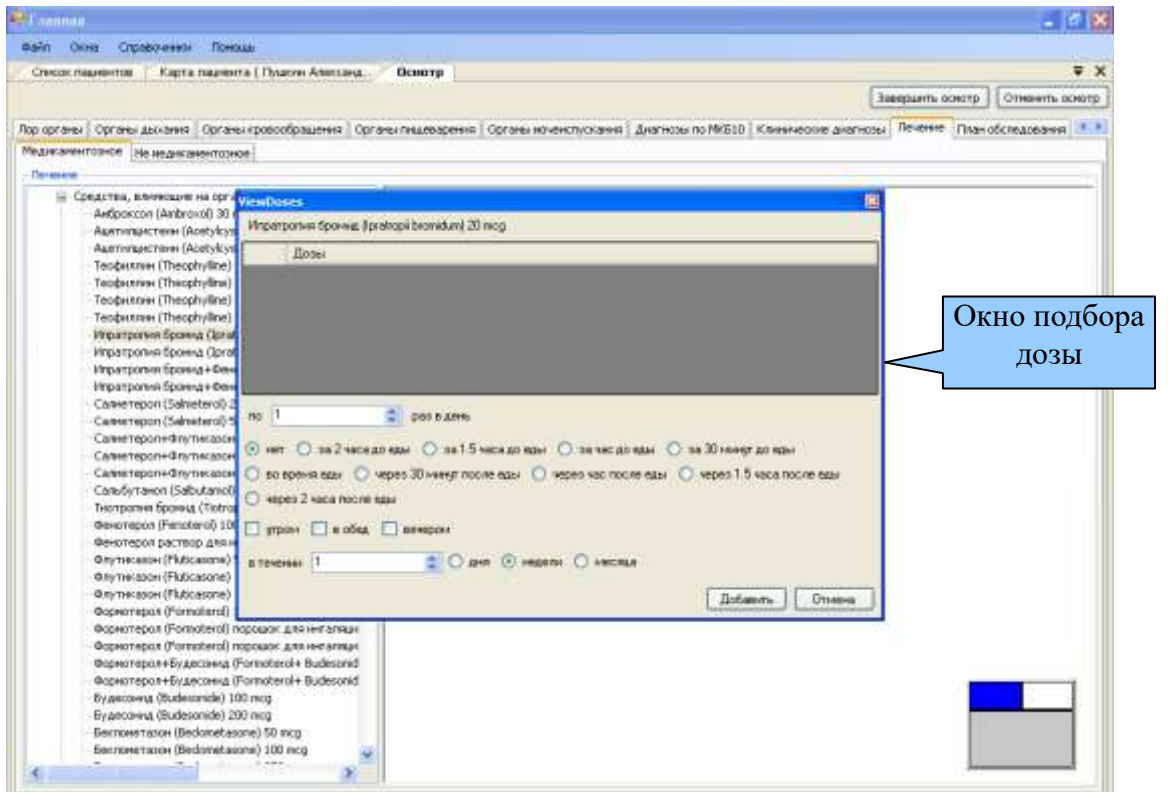 Главная
Файл Окна Справочники Помощь
Список пациентов Карта пациента ( Пушкин Александ... Осмотр
Завершить осмотр Отменить осмотр
Лор органы Органы дыхания Органы кровообращения Органы пищеварения Органы мочеиспускания Диагнозы по МКБ10 Клинические диагнозы Лечение План обследования
Медикаментозное Не медикаментозное
Лечение
Средства, влияющие на орга
Амброксол (Ambroxol) 30
Ацетилцистеин (Acetylcys
Ацетилцистеин (Acetylcys
Теофиллин (Theophylline)
Теофиллин (Theophylline)
Теофиллин (Theophylline)
Теофиллин (Theophylline)
Ипратропия бромид (Iprat
Ипратропия бромид (Iprat
Ипратропия бромид+Фен
Ипратропия бромид+Фен
Салметерол (Salmeterol) 2
Салметерол (Salmeterol) 5
Салметерол+Флутиказон
Салметерол+Флутиказон
Салметерол+Флутиказон
Сальбутамол (Salbutamol)
Тиотропия бромид (Tiotrop
Фенотерол (Fenoterol) 100
Фенотерол раствор для и
Флутиказон (Fluticasone)
Флутиказон (Fluticasone)
Флутиказон (Fluticasone)
Формотерол (Formoterol)
Формотерол (Formoterol) порошок для ингаляци
Формотерол (Formoterol) порошок для ингаляци
Формотерол+Будесонид (Formoterol+ Budesonid
Формотерол+Будесонид (Formoterol+ Budesonid
Будесонид (Budesonide) 100 mcg
Будесонид (Budesonide) 200 mcg
Беклометазон (Beclometasone) 50 mcg
Беклометазон (Beclometasone) 100 mcg
ViewDoses
Ипратропия бромид (Ipratropii bromidum) 20 mcg
Дозы
по 1 раз в день
нет за 2 часа до еды за 1.5 часа до еды за час до еды за 30 минут до еды
во время еды через 30 минут после еды через час после еды через 1.5 часа после еды
через 2 часа после еды
утром в обед вечером
в течении 1 дня недели месяца
Добавить Отмена
Окно подбора
дозы